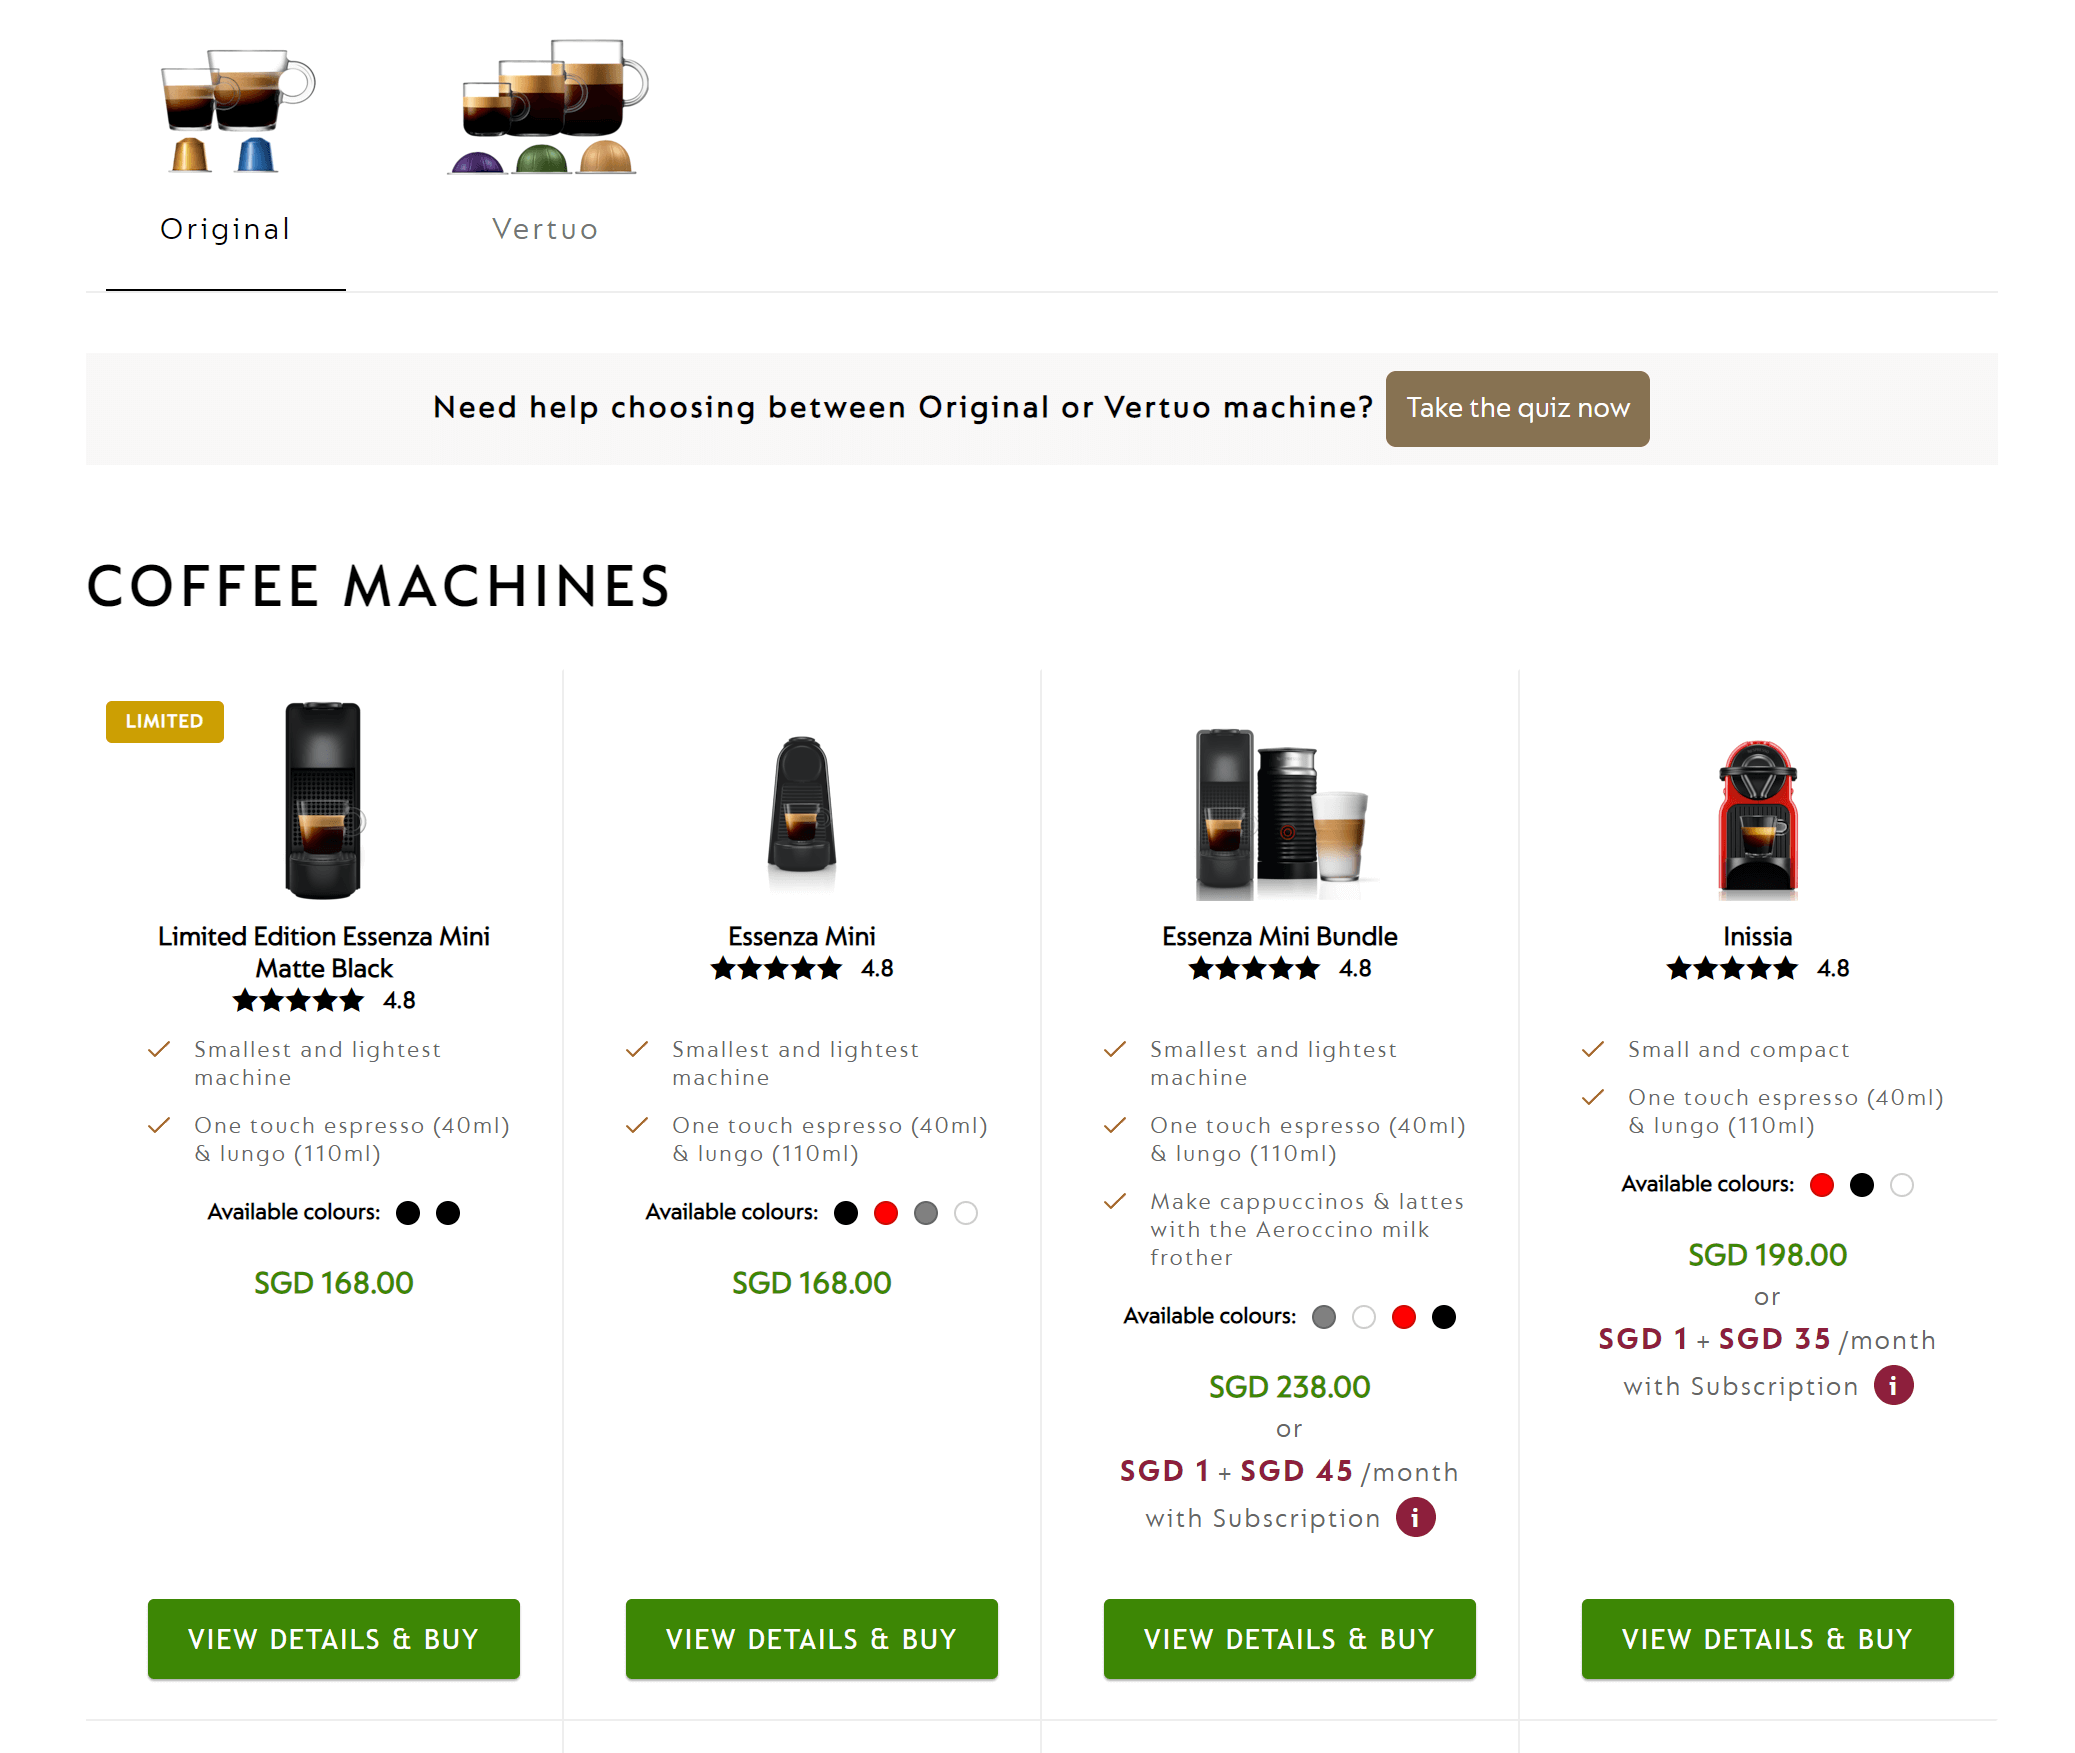 Original
Vertuo
Need help choosing between Original or Vertuo machine?
Take the quiz now
COFFEE MACHINES
LIMITED
Limited Edition Essenza Mini
Matte Black
4.8
Smallest and lightest
machine
One touch espresso (40ml)
& lungo (110ml)
Available colours:
SGD 168.00
VIEW DETAILS & BUY
Essenza Mini
4.8
Smallest and lightest
machine
One touch espresso (40ml)
& lungo (110ml)
Available colours:
SGD 168.00
VIEW DETAILS & BUY
Essenza Mini Bundle
4.8
Smallest and lightest
machine
One touch espresso (40ml)
& lungo (110ml)
Make cappuccinos & lattes
with the Aeroccino milk
frother
Available colours:
SGD 238.00
or
SGD 1 + SGD 45 /month
with Subscription i
VIEW DETAILS & BUY
Inissia
4.8
Small and compact
One touch espresso (40ml)
& lungo (110ml)
Available colours:
SGD 198.00
or
SGD 1 + SGD 35 /month
with Subscription i
VIEW DETAILS & BUY